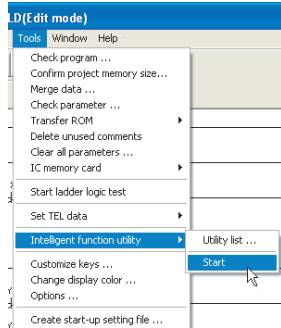 LD(Edit mode)
Tools Window Help
Check program ...
Confirm project memory size...
Merge data ...
Check parameter ...
Transfer ROM
Delete unused comments
Clear all parameters ...
IC memory card
Start ladder logic test
Set TEL data
Intelligent function utility
Utility list ...
Start
Customize keys ...
Change display color ...
Options ...
Create start-up setting file ...